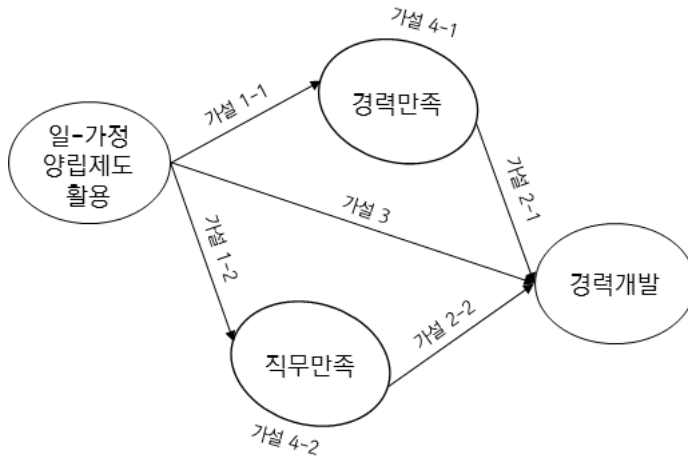 가설 4-1
경력만족
가설 1-1
일-가정
양립제도
활용
가설 2-1
가설 3
가설 1-2
경력개발
가설 2-2
직무만족
가설 4-2